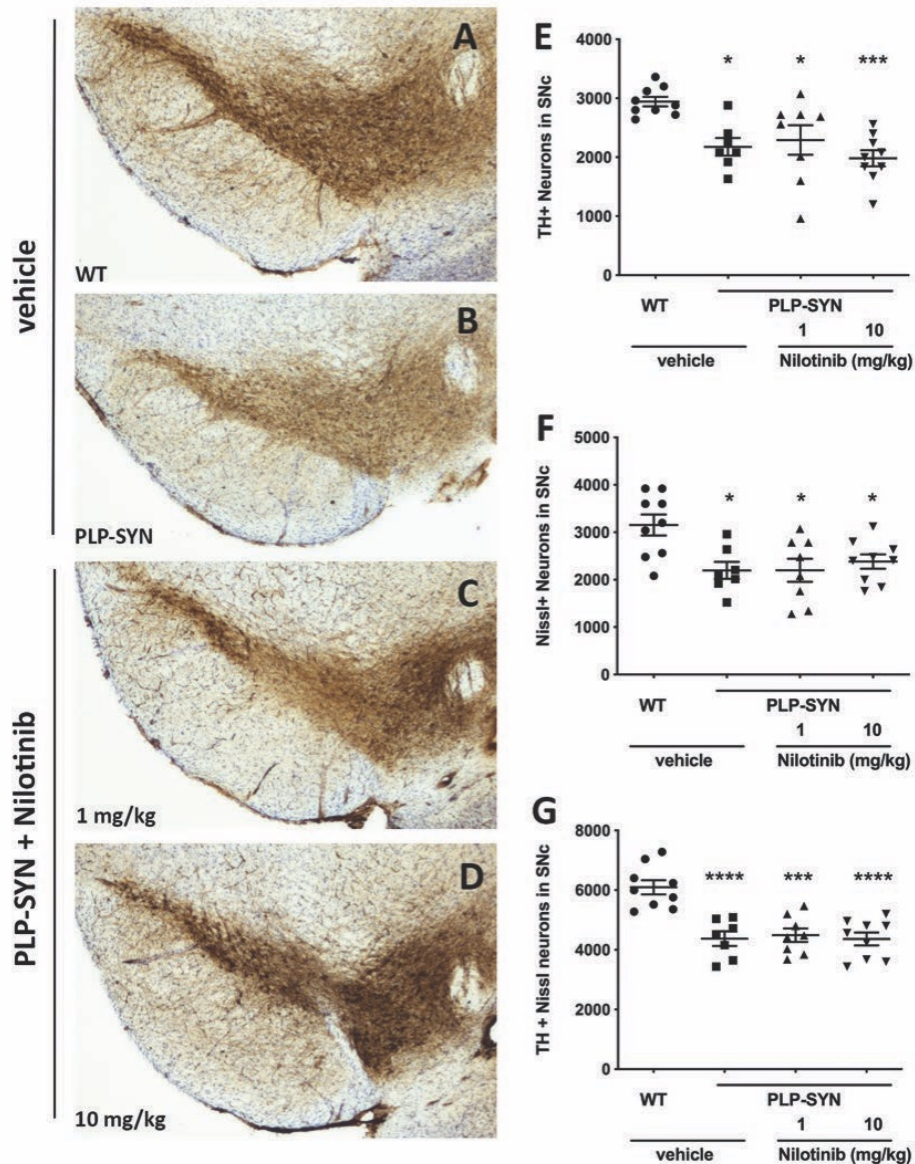 vehicle
PLP-SYN + Nilotinib
A
WT
B
PLP-SYN
C
1 mg/kg
D
10 mg/kg
E
TH+ Neurons in SNc
4000
3000
2000
1000
0
* * ***
WT PLP-SYN
1 10
vehicle Nilotinib (mg/kg)
F
Nissl+ Neurons in SNc
5000
4000
3000
2000
1000
0
* * *
WT PLP-SYN
1 10
vehicle Nilotinib (mg/kg)
G
TH + Nissl neurons in SNc
8000
6000
4000
2000
0
**** *** ****
WT PLP-SYN
1 10
vehicle Nilotinib (mg/kg)